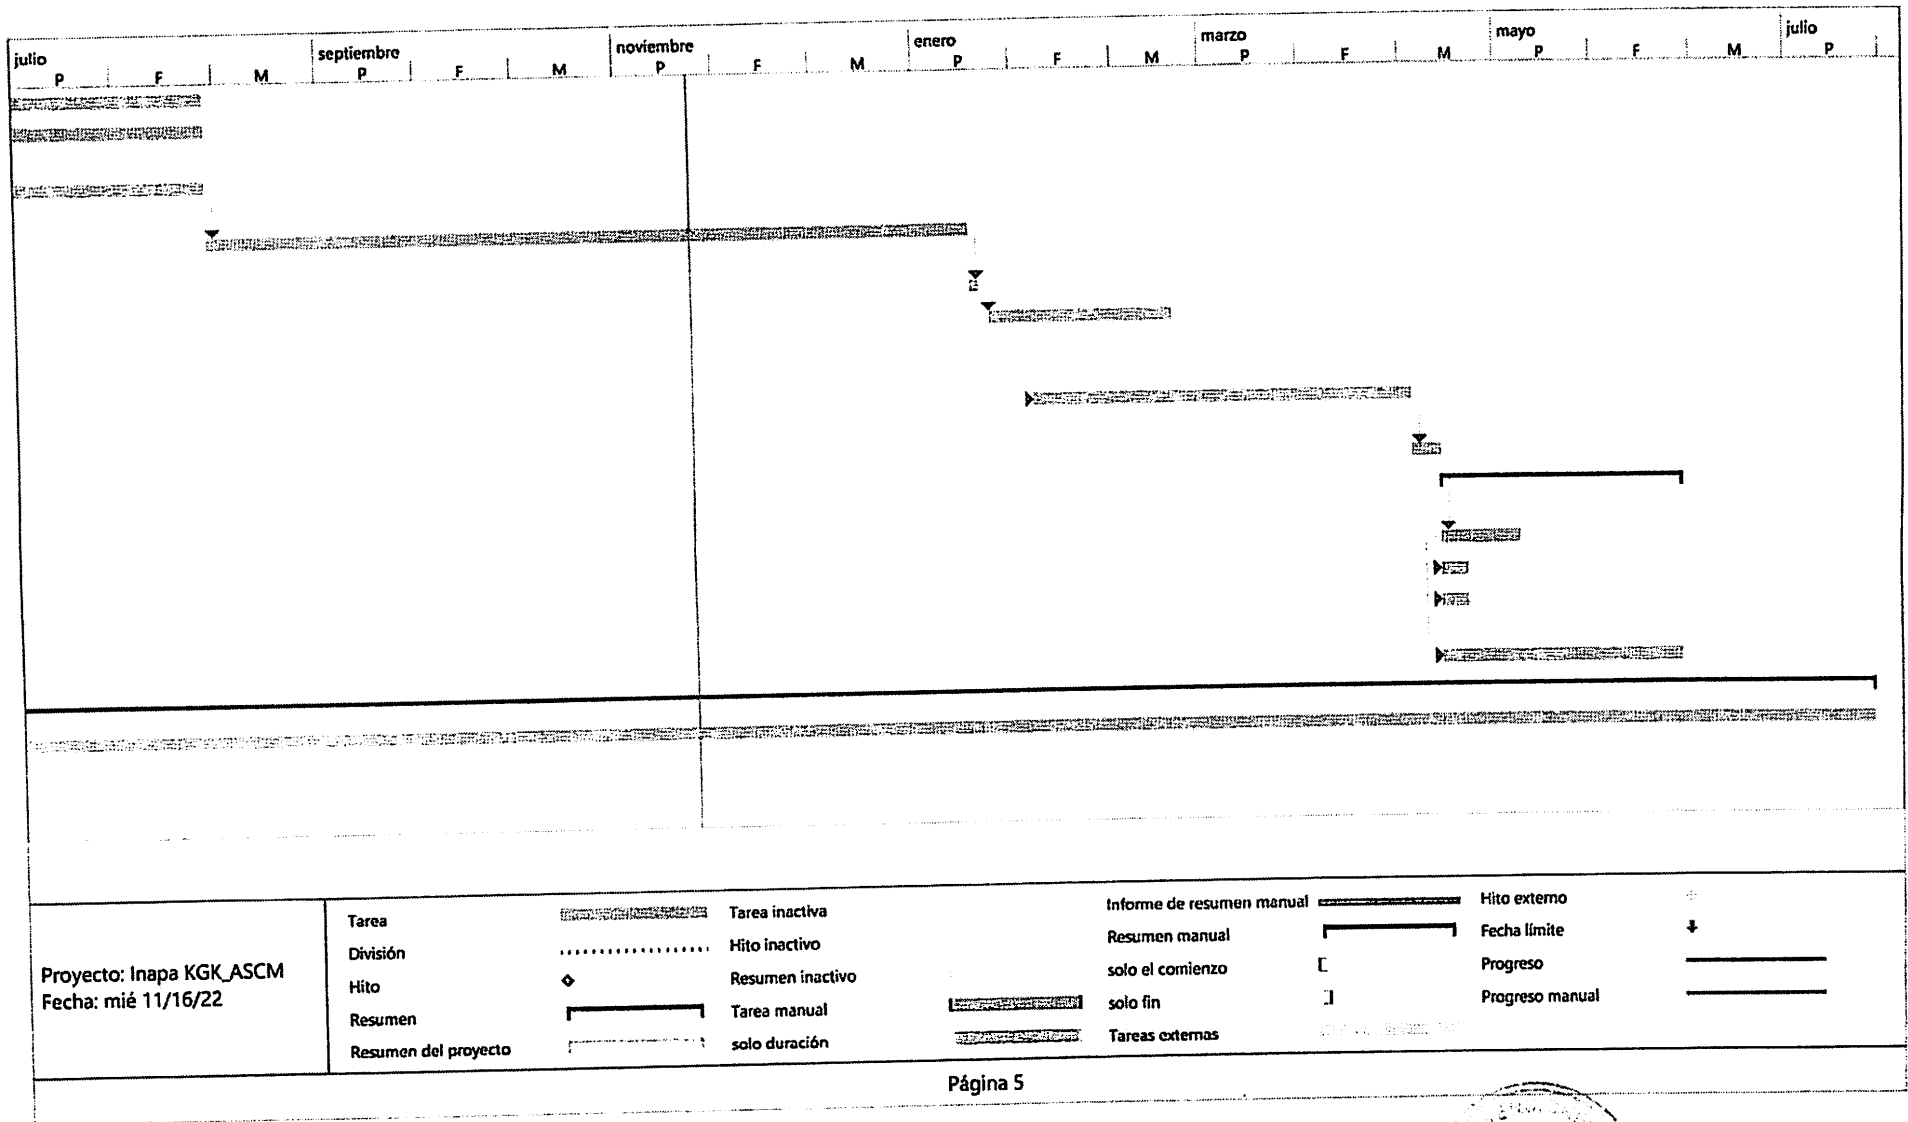 julio septiembre noviembre enero marzo mayo julio
P F M P F M P F M P F M P F M P F M P
Tarea
División
Hito
Resumen
Resumen del proyecto
Tarea inactiva
Hito inactivo
Resumen inactivo
Tarea manual
solo duración
Informe de resumen manual
Resumen manual
solo el comienzo
solo fin
Tareas externas
Hito externo
Fecha límite
Progreso
Progreso manual
Proyecto: Inapa KGK_ASCM
Fecha: mié 11/16/22
Página 5